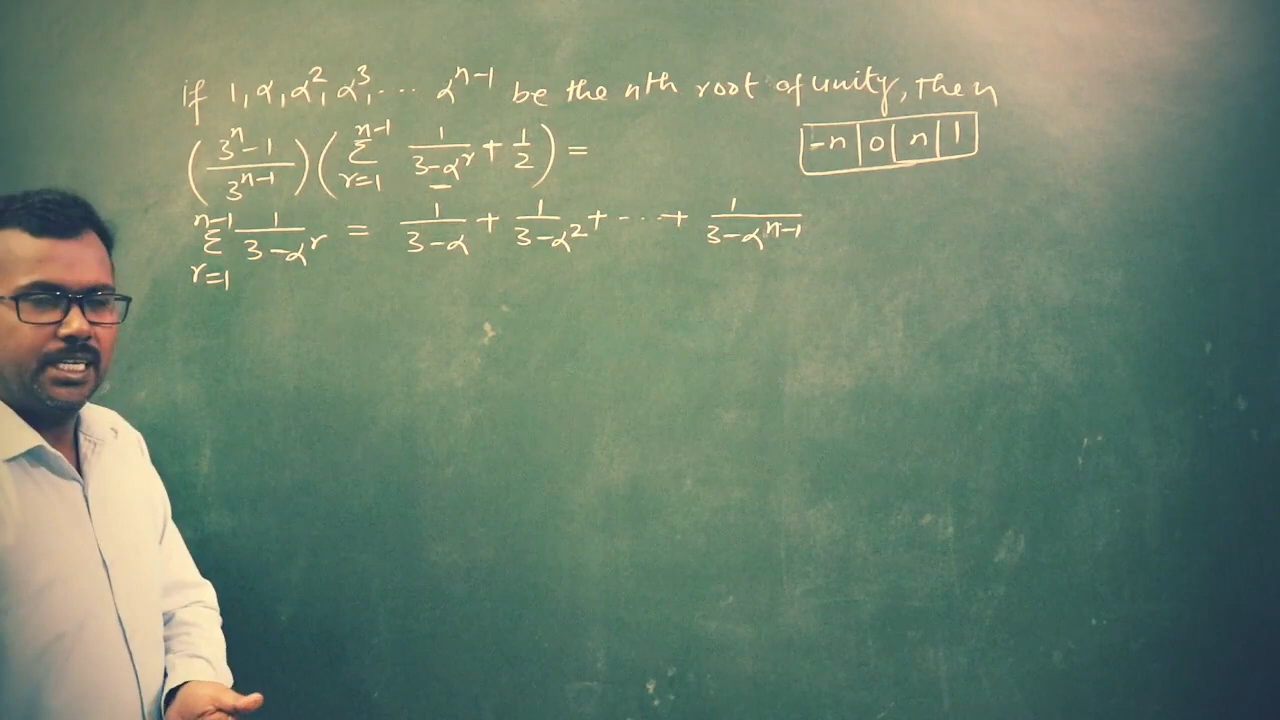 if 1, α, α², α³, ... α^{n-1} be the nth root of unity, then
((3^n - 1)/(3^{n-1})) (Σ_{r=1}^{n-1} 1/(3-α^r) + 1/2) =
-n | 0 | n | 1
Σ_{r=1}^{n-1} 1/(3-α^r) = 1/(3-α) + 1/(3-α²) + ... + 1/(3-α^{n-1})